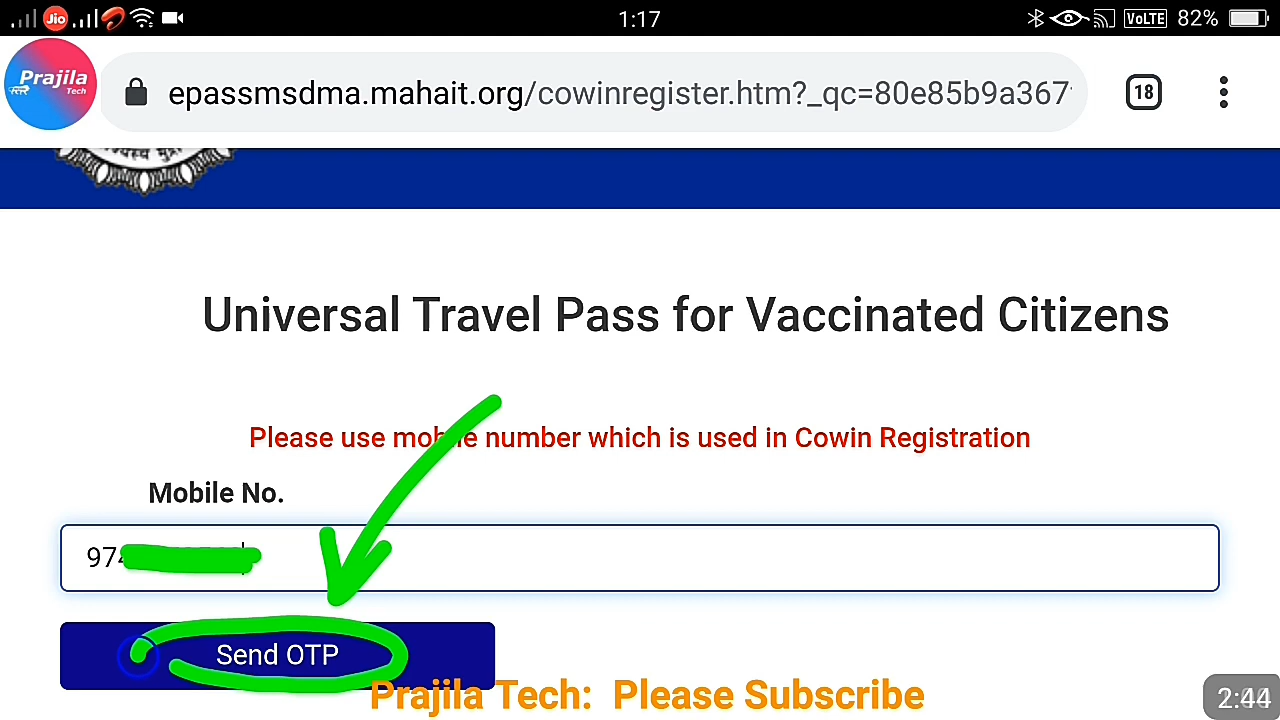 Jio 1:17 VoLTE 82%
Prajila
Tech
epassmsdma.mahait.org/cowinregister.htm?_qc=80e85b9a367 18
Universal Travel Pass for Vaccinated Citizens
Please use mobile number which is used in Cowin Registration
Mobile No.
97
Send OTP
Prajila Tech: Please Subscribe